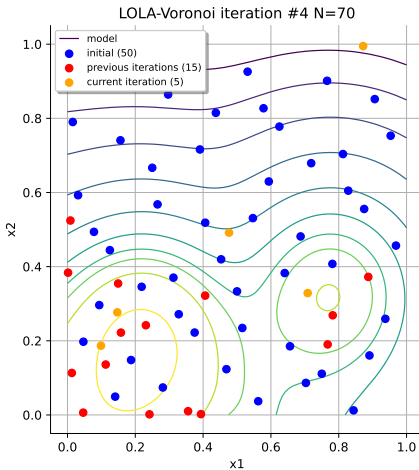 LOLA-Voronoi iteration #4 N=70
model
initial (50)
previous iterations (15)
current iteration (5)
1.0
0.8
0.6
0.4
0.2
0.0
x2
0.0 0.2 0.4 0.6 0.8 1.0
x1